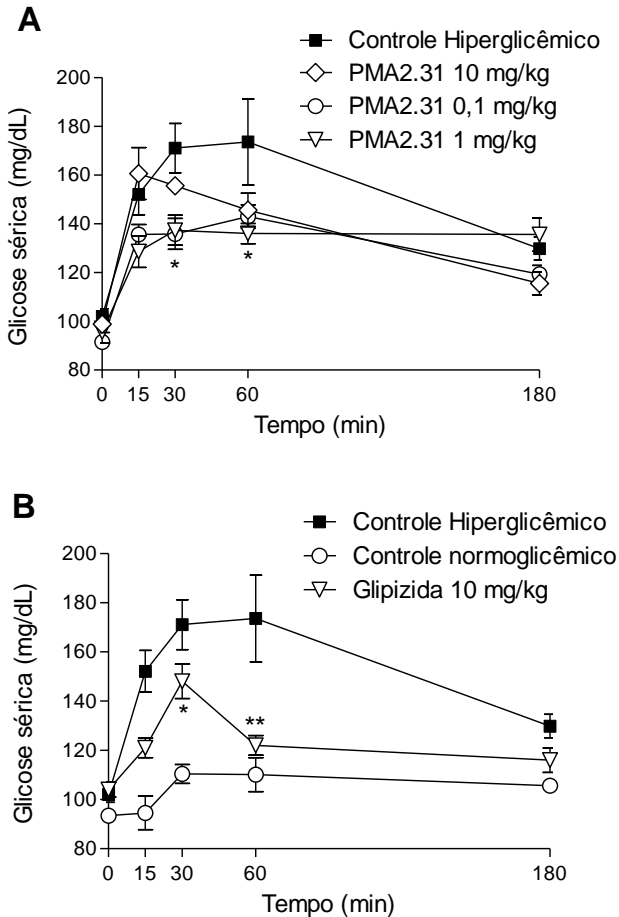 A
Controle Hiperglicêmico
PMA2.31 10 mg/kg
PMA2.31 0,1 mg/kg
PMA2.31 1 mg/kg
Glicose sérica (mg/dL)
200
180
160
140
120
100
80
*
*
0 15 30 60 180
Tempo (min)
B
Controle Hiperglicêmico
Controle normoglicêmico
Glipizida 10 mg/kg
Glicose sérica (mg/dL)
200
180
160
140
120
100
80
*
**
0 15 30 60 180
Tempo (min)